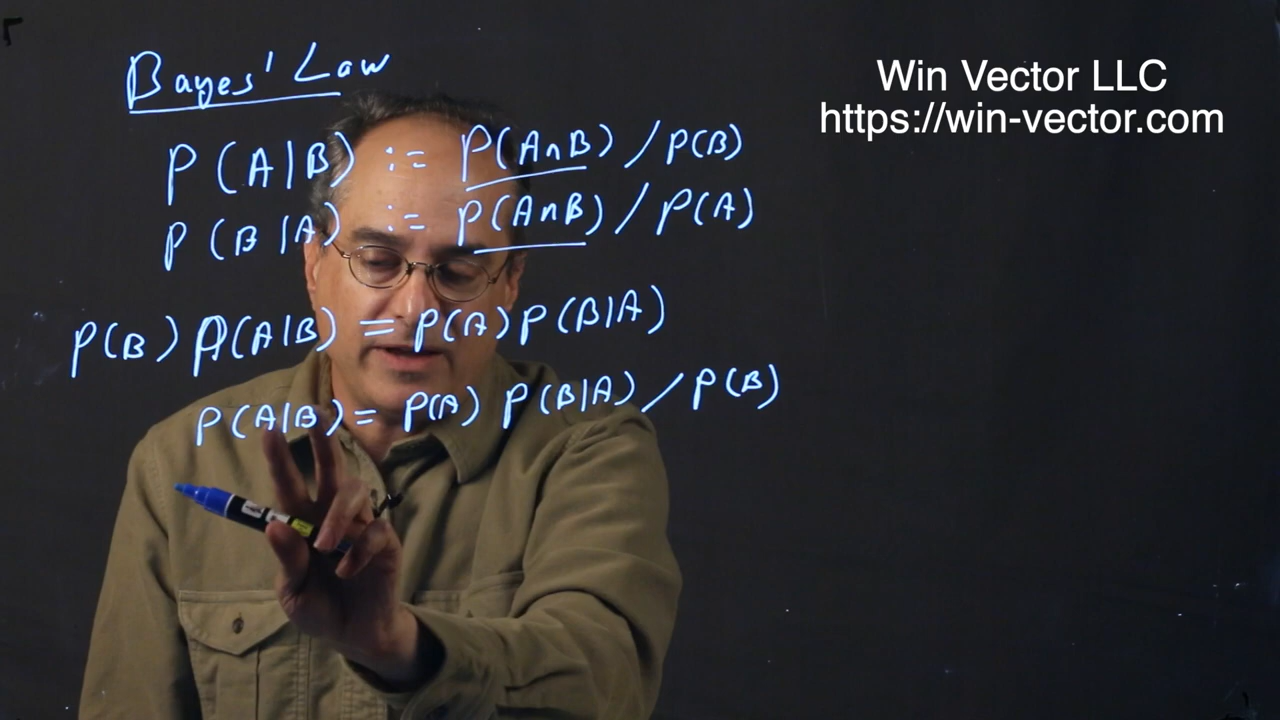 Bayes' Law
Win Vector LLC
https://win-vector.com
P(A|B) := P(A∩B) / P(B)
P(B|A) := P(A∩B) / P(A)
P(B) P(A|B) = P(A) P(B|A)
P(A|B) = P(A) P(B|A) / P(B)